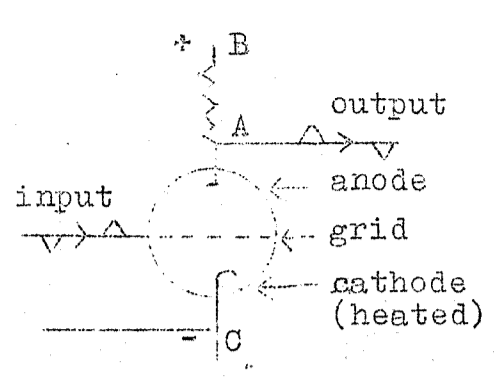 + B
output
A
anode
input
grid
cathode
(heated)
- C